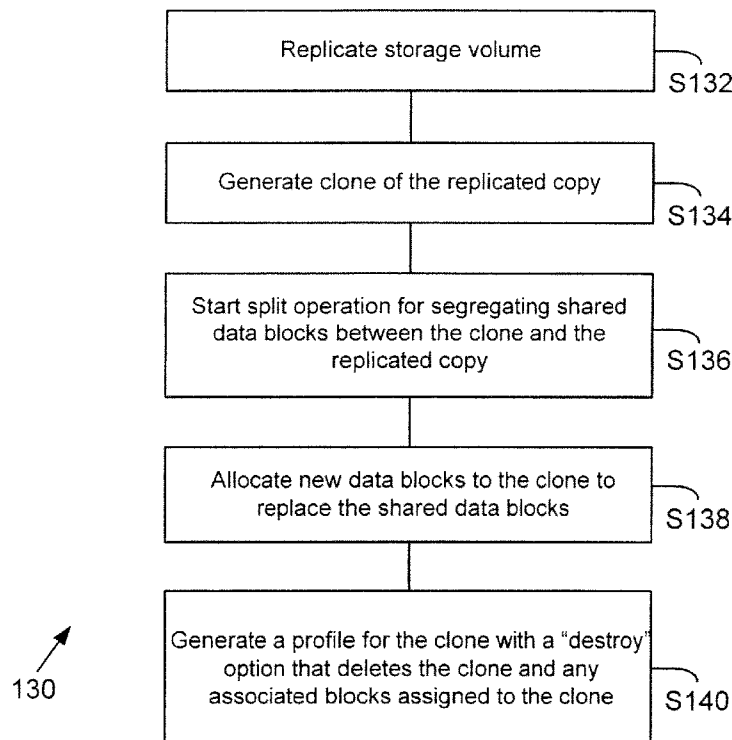 Replicate storage volume
S132
Generate clone of the replicated copy
S134
Start split operation for segregating shared
data blocks between the clone and the
replicated copy
S136
Allocate new data blocks to the clone to
replace the shared data blocks
S138
Generate a profile for the clone with a “destroy”
option that deletes the clone and any
associated blocks assigned to the clone
S140
130